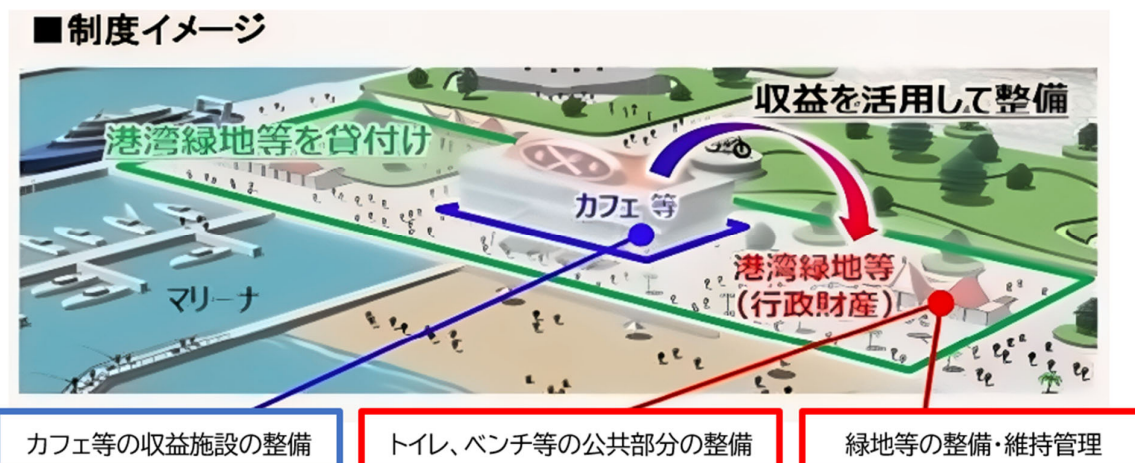 ■制度イメージ
収益を活用して整備
港湾緑地等を貸付け
カフェ 等
港湾緑地等
（行政財産）
マリーナ
カフェ等の収益施設の整備
トイレ、ベンチ等の公共部分の整備
緑地等の整備・維持管理